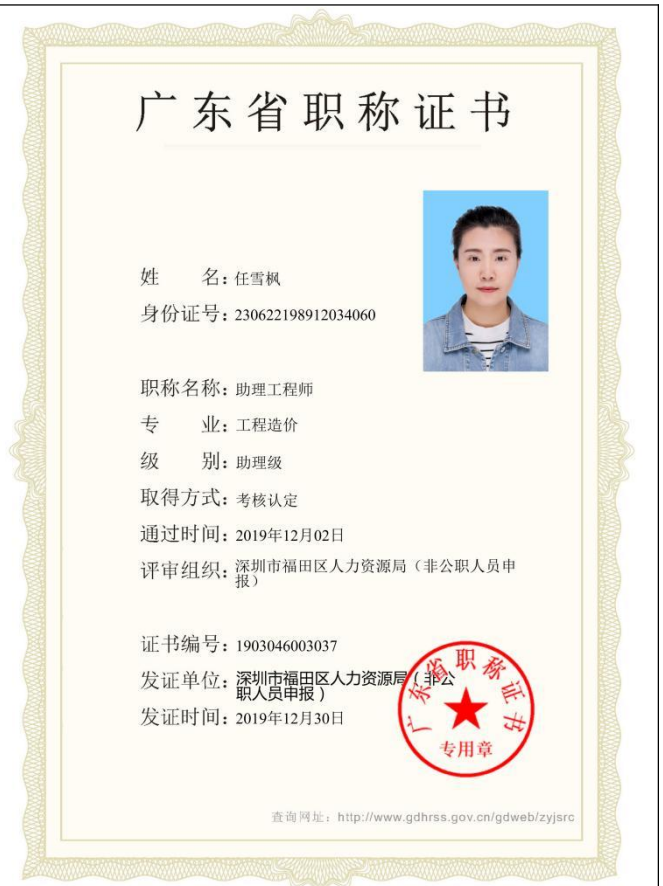 广东省职称证书
姓 名：任雪枫
身份证号：230622198912034060
职称名称：助理工程师
专 业：工程造价
级 别：助理级
取得方式：考核认定
通过时间：2019年12月02日
评审组织：深圳市福田区人力资源局（非公职人员申
报）
证书编号：1903046003037
发证单位：深圳市福田区人力资源局（非公
职人员申报）
发证时间：2019年12月30日
广东省职称证书
专用章
查询网址：http://www.gdhrss.gov.cn/gdweb/zyjsrc